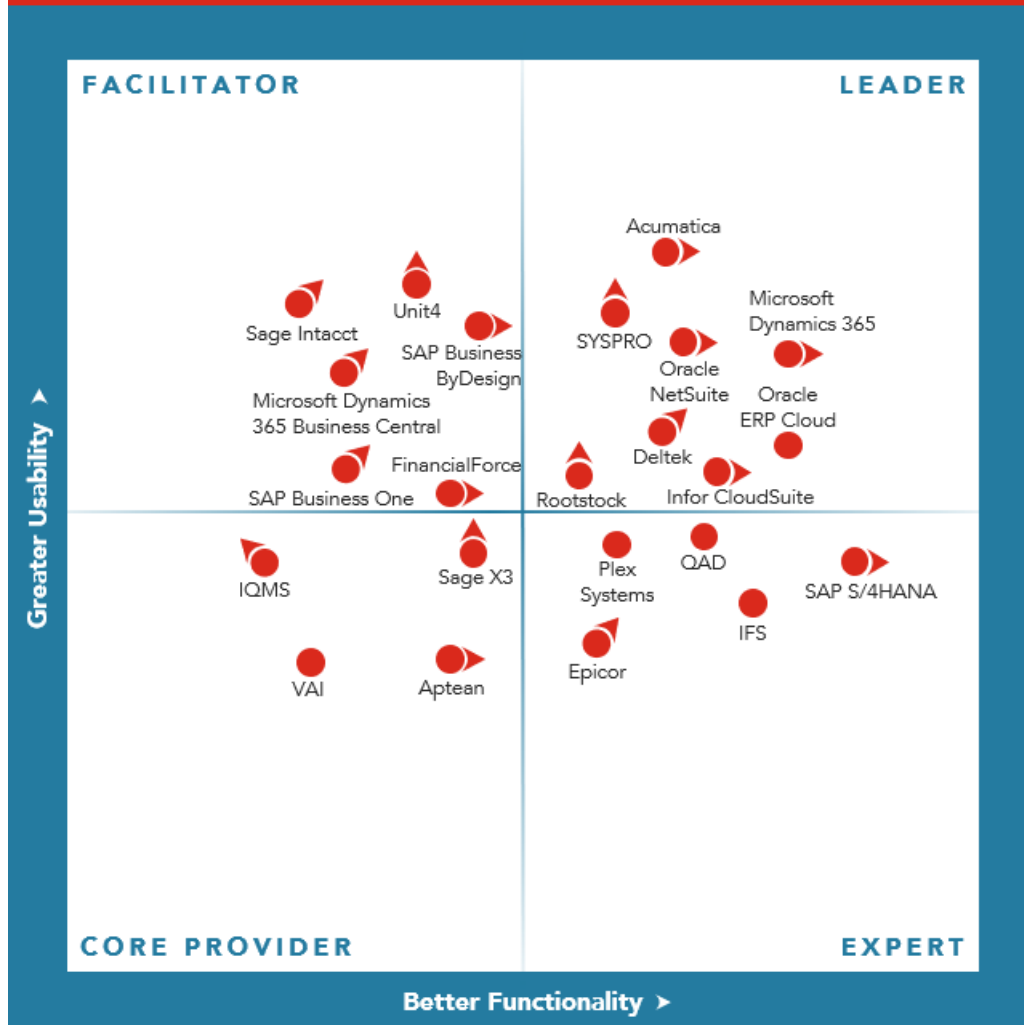 FACILITATOR
LEADER
Acumatica
Microsoft
Dynamics 365
Unit4
Sage Intacct
SYSPRO
SAP Business
ByDesign
Oracle
NetSuite
Microsoft Dynamics
365 Business Central
Oracle
ERP Cloud
Deltek
FinancialForce
SAP Business One
Rootstock
Infor CloudSuite
Greater Usability
IQMS
Sage X3
Plex
Systems
QAD
SAP S/4HANA
IFS
Epicor
VAI
Aptean
CORE PROVIDER
EXPERT
Better Functionality